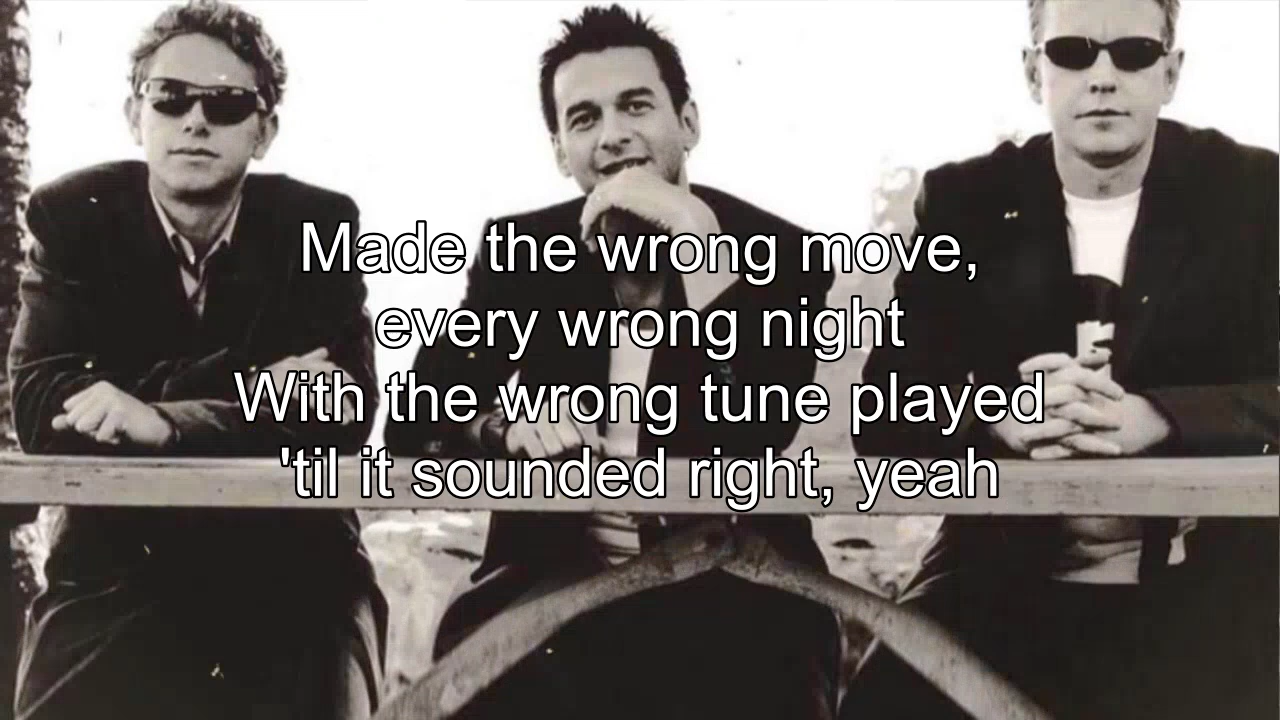 Made the wrong move,
every wrong night
With the wrong tune played
'til it sounded right, yeah